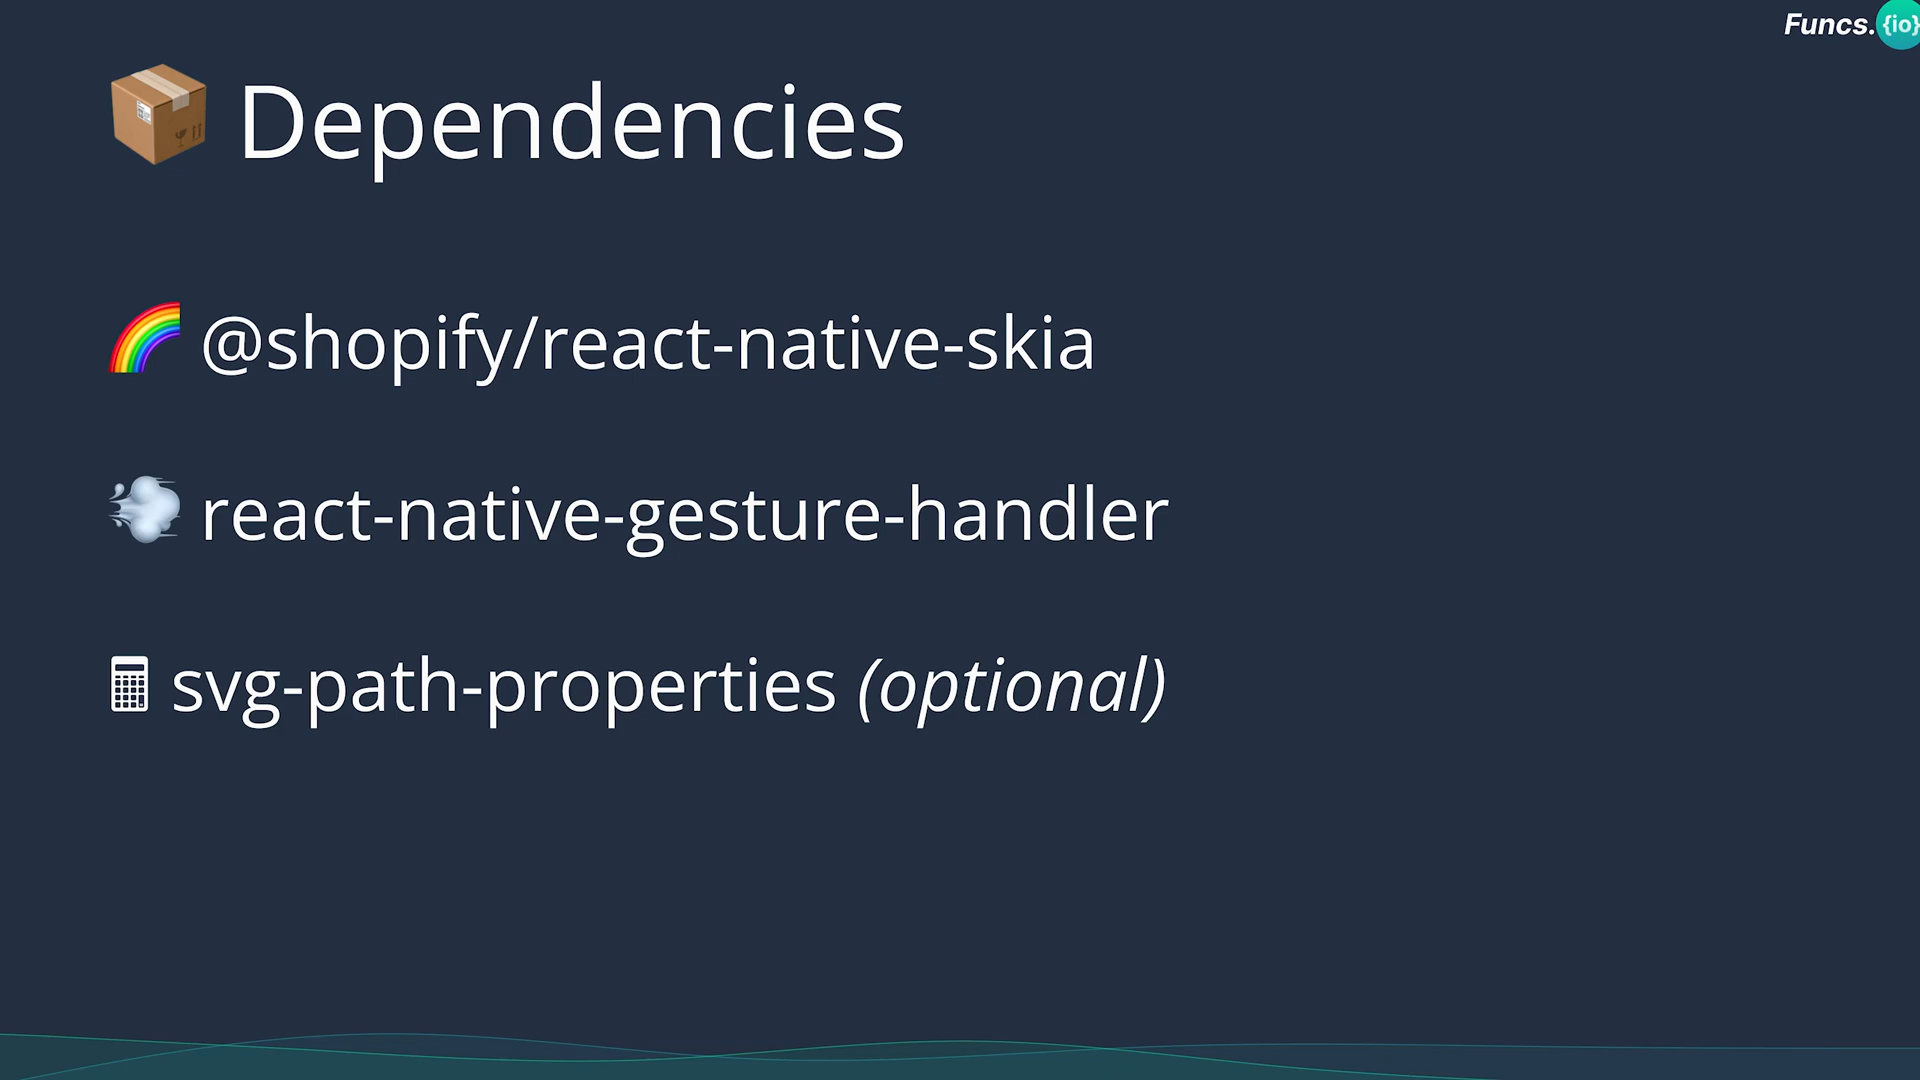 Funcs.{io}
📦 Dependencies
🌈 @shopify/react-native-skia
💨 react-native-gesture-handler
🖩 svg-path-properties (optional)